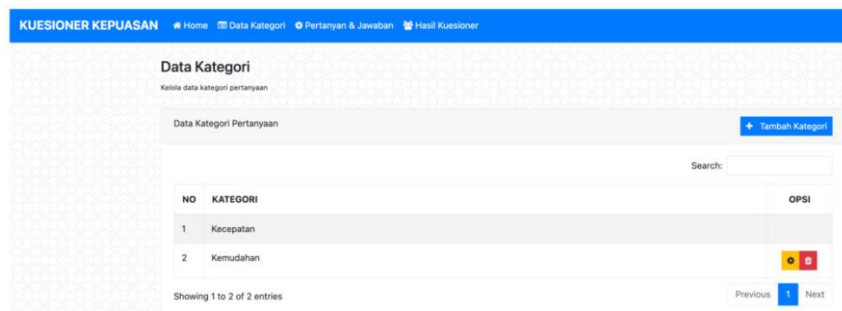 KUESIONER KEPUASAN Home Data Kategori Pertanyan & Jawaban Hasil Kuesioner
Data Kategori
Kelola data kategori pertanyaan
Data Kategori Pertanyaan + Tambah Kategori
Search:
NO KATEGORI OPSI
1 Kecepatan
2 Kemudahan
Showing 1 to 2 of 2 entries Previous 1 Next